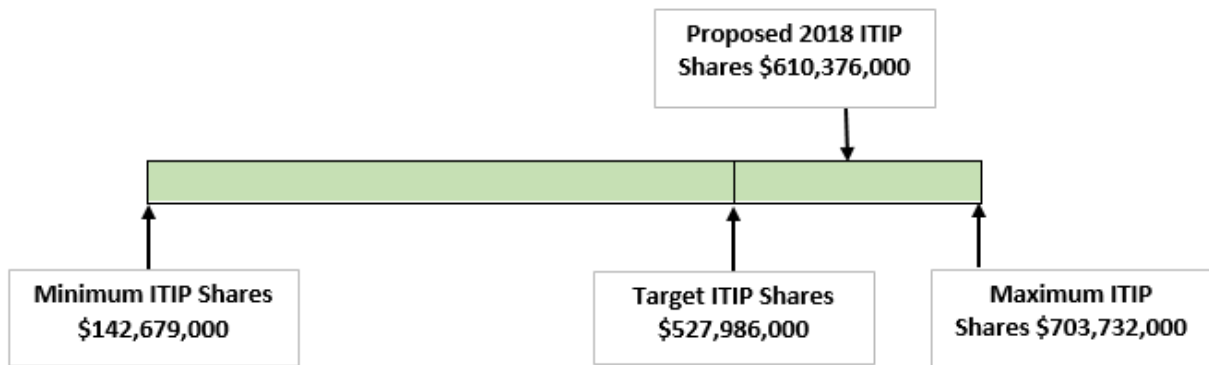 Proposed 2018 ITIP
Shares $610,376,000
Minimum ITIP Shares
$142,679,000
Target ITIP Shares
$527,986,000
Maximum ITIP
Shares $703,732,000